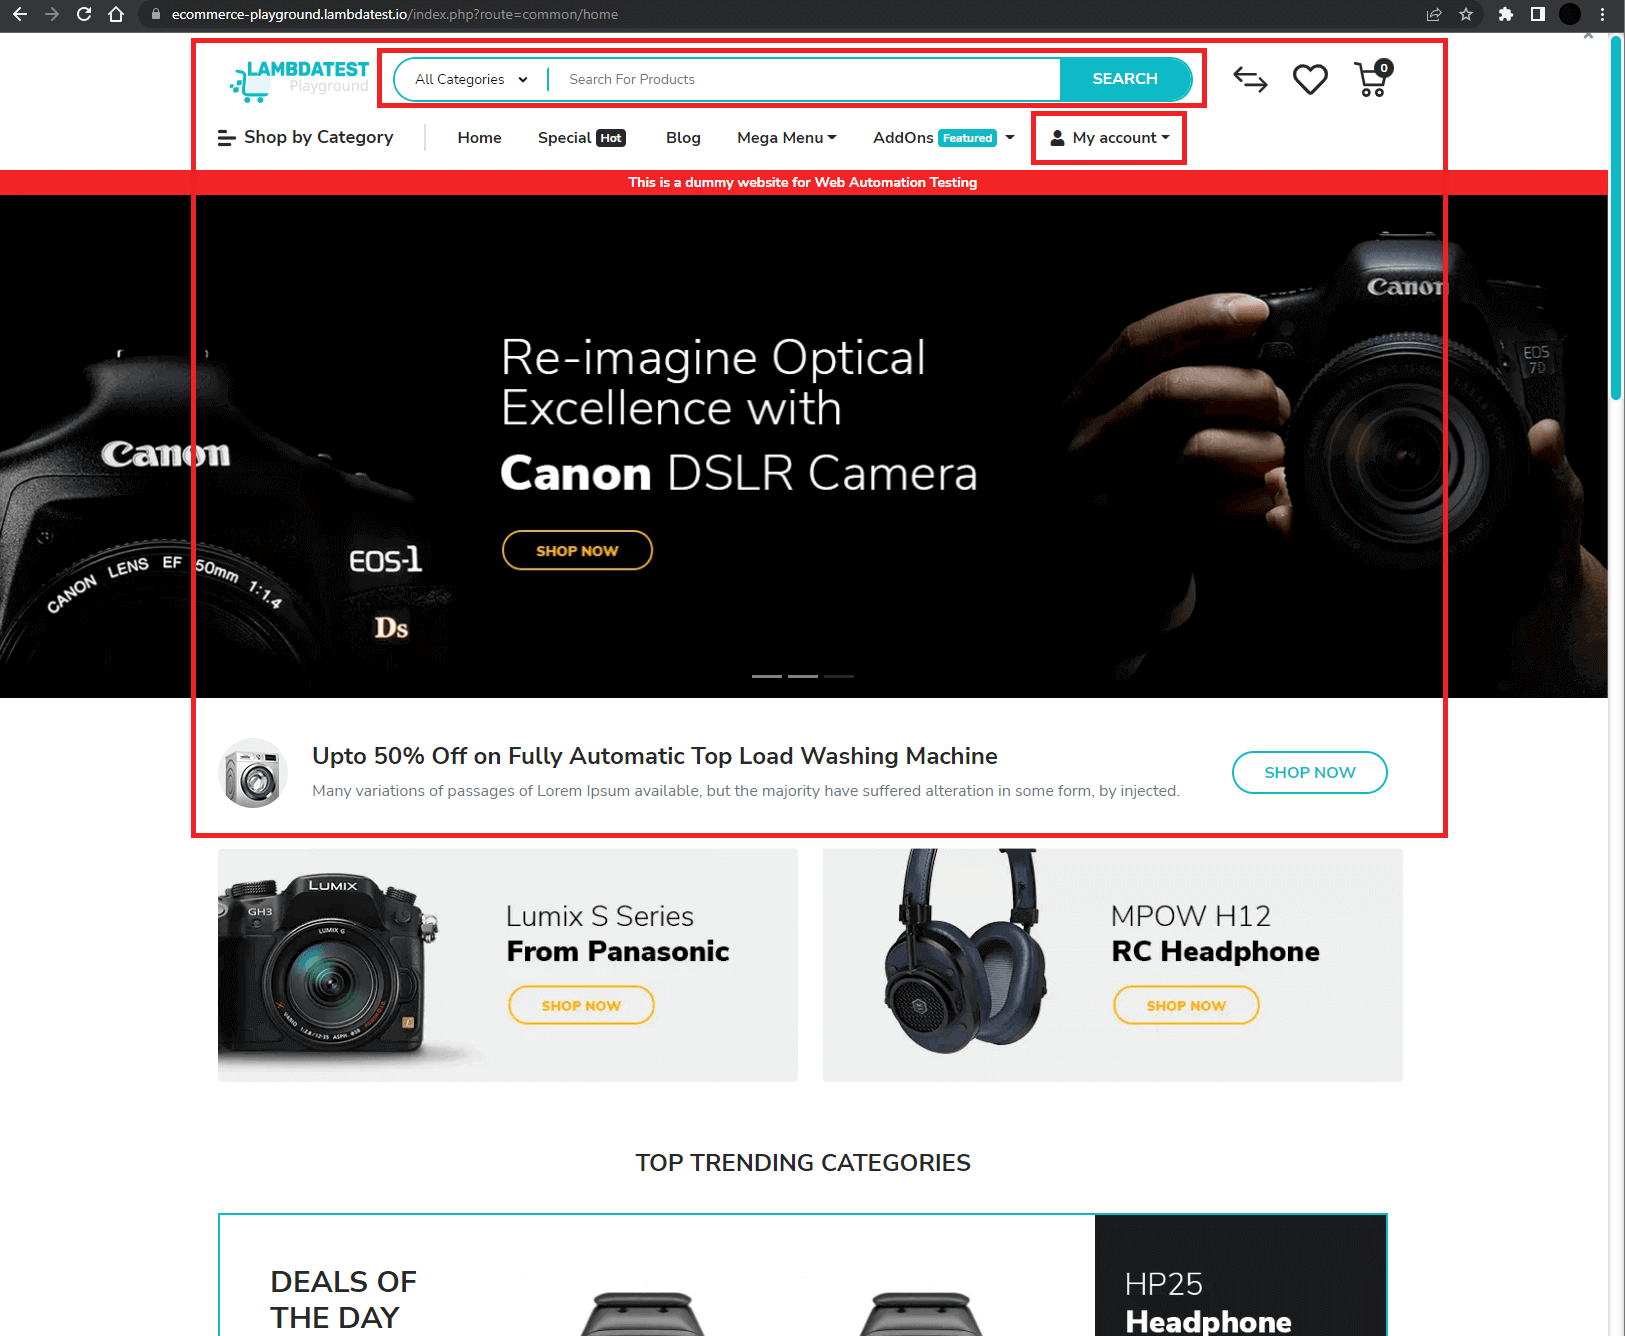 ecommerce-playground.lambdatest.io/index.php?route=common/home
LAMBDATEST
Playground
All Categories
Search For Products
SEARCH
0
Shop by Category
Home
Special Hot
Blog
Mega Menu
AddOns Featured
My account
This is a dummy website for Web Automation Testing
Re-imagine Optical
Excellence with
Canon DSLR Camera
SHOP NOW
Canon
EOS-1
Ds
CANON LENS EF 50mm 1:1.4
Canon
EOS
7D
Upto 50% Off on Fully Automatic Top Load Washing Machine
Many variations of passages of Lorem Ipsum available, but the majority have suffered alteration in some form, by injected.
SHOP NOW
LUMIX
GH3
LUMIX G
Lumix S Series
From Panasonic
SHOP NOW
MPOW H12
RC Headphone
SHOP NOW
TOP TRENDING CATEGORIES
DEALS OF
THE DAY
HP25
Headphone